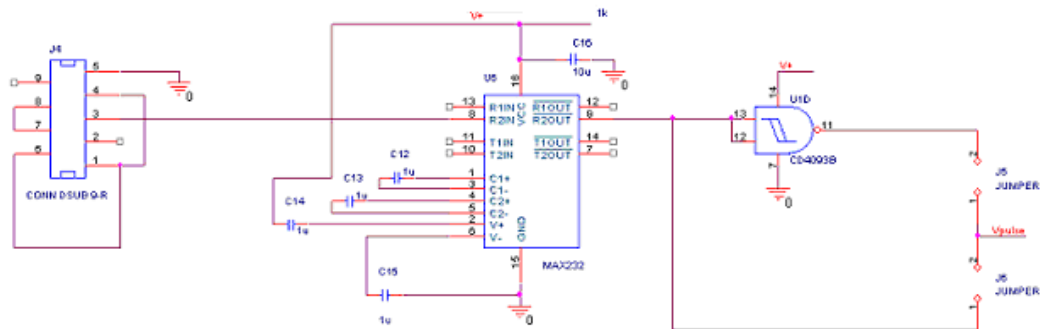 J4
5
9
4
8
3
7
2
6
1
0
CONN DSUB 9-R
1k
C16
10u
0
U6
16
13 R1IN VCC R1OUT 12
8 R2IN R2OUT 9
11 T1IN T1OUT 14
10 T2IN T2OUT 7
C12
1u
1 C1+
3 C1-
C13
1u
4 C2+
5 C2-
C14
1u
2 V+
6 V- GND
15
MAX232
C15
1u
0
V+
14
U1D
13
12
11
7
CD4093B
0
2
J5
JUMPER
1
Vpulse
2
JUMPER
1